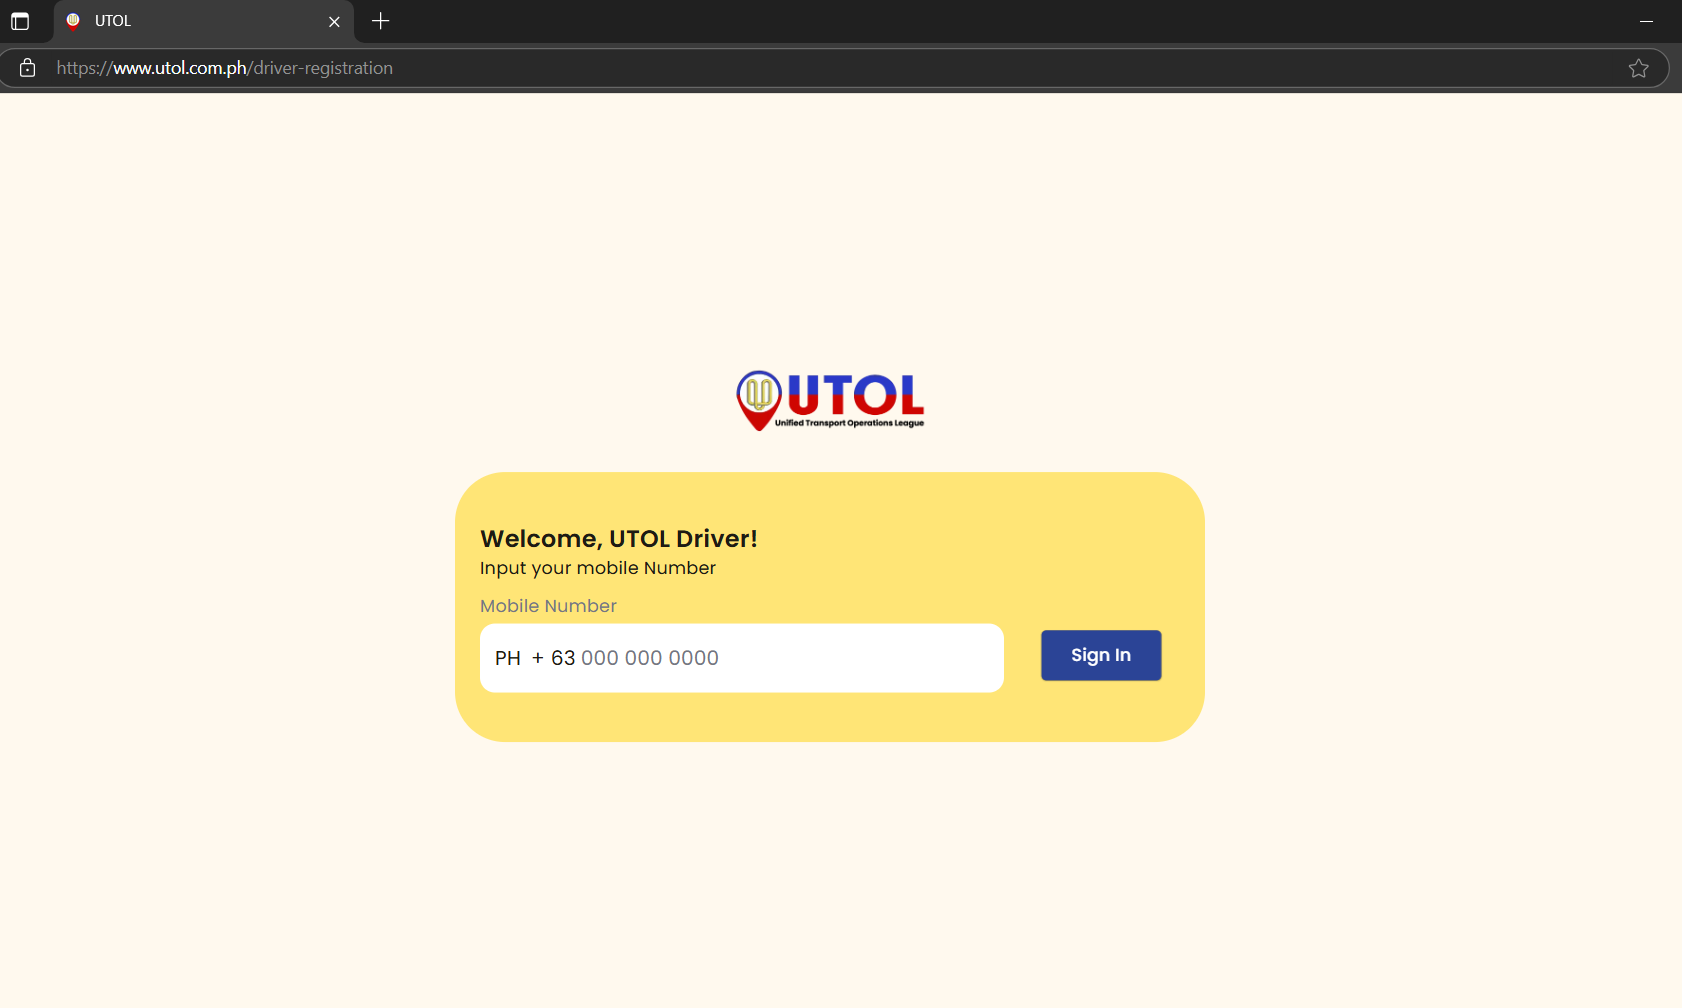 UTOL
https://www.utol.com.ph/driver-registration
UTOL
Unified Transport Operations League
Welcome, UTOL Driver!
Input your mobile Number
Mobile Number
PH + 63 000 000 0000
Sign In